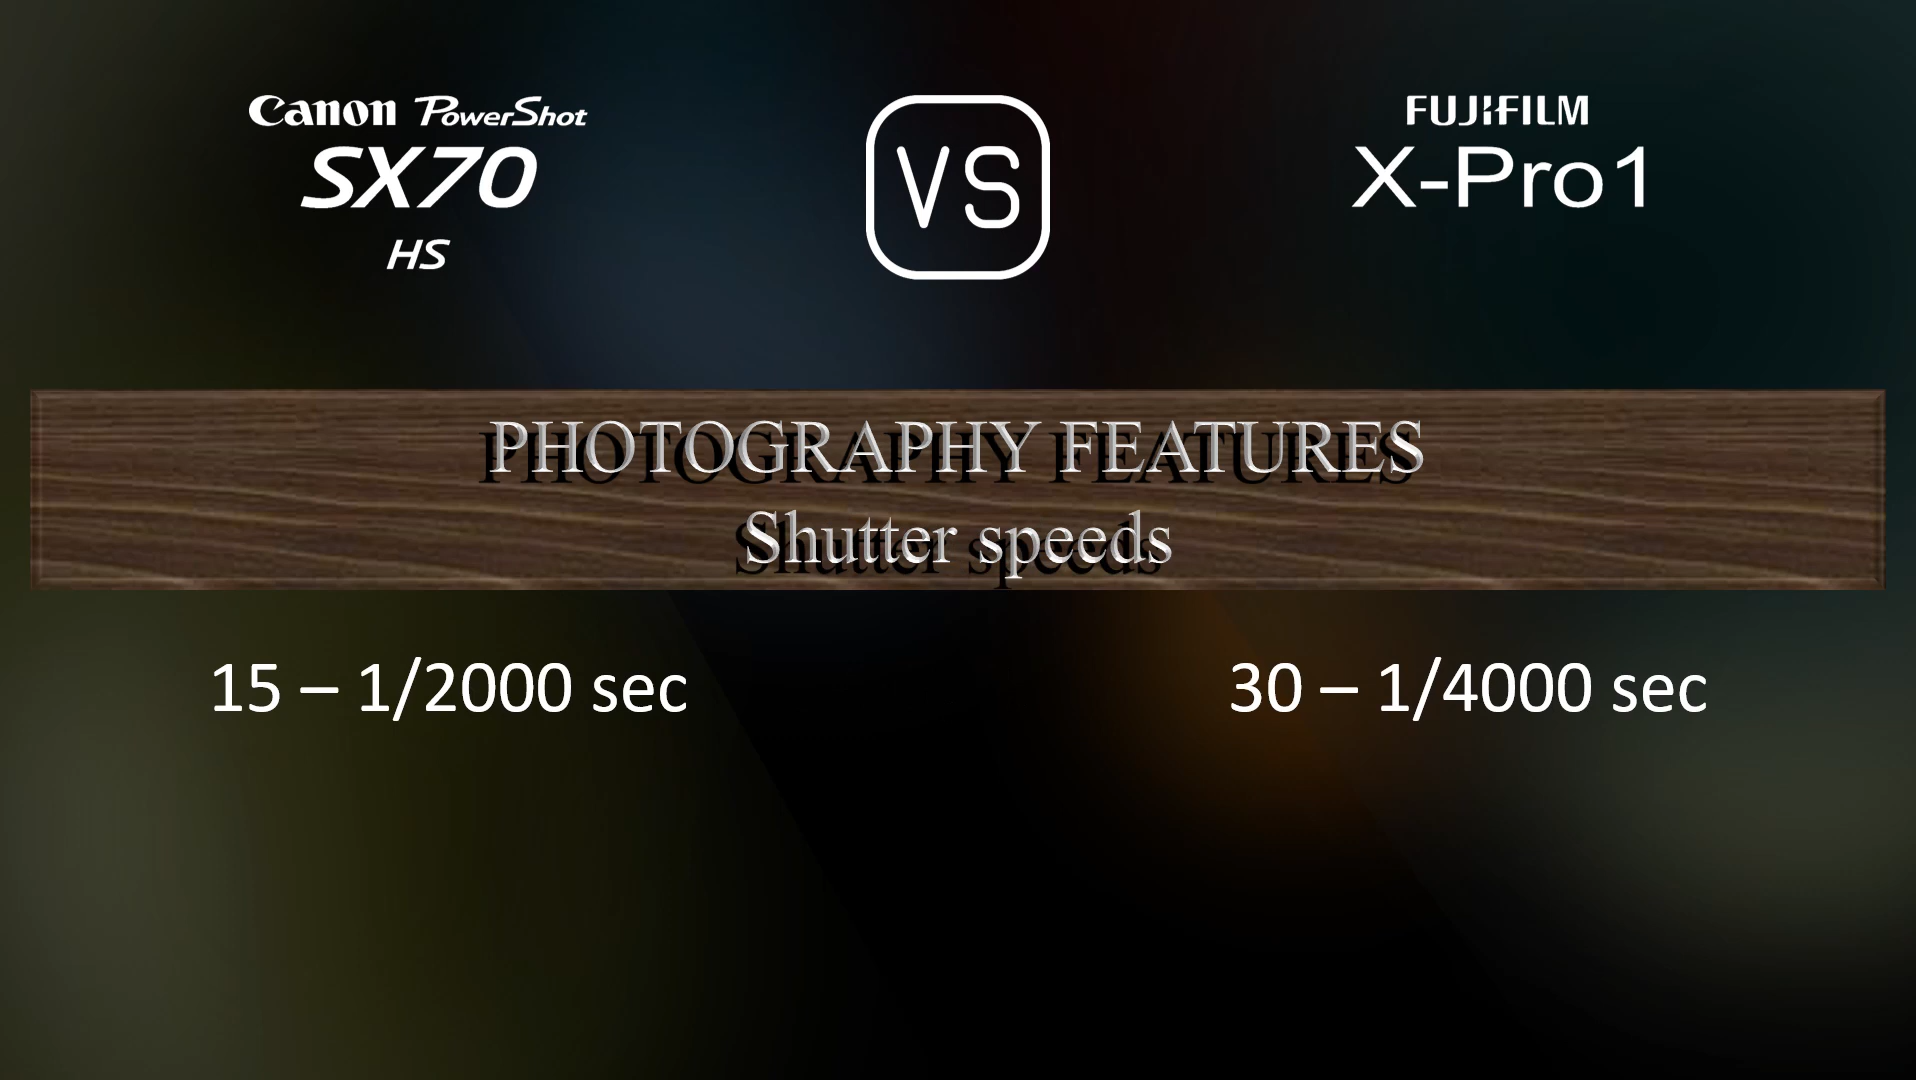 Canon PowerShot
SX70
HS
VS
FUJIFILM
X-Pro1
PHOTOGRAPHY FEATURES
Shutter speeds
15 – 1/2000 sec
30 – 1/4000 sec